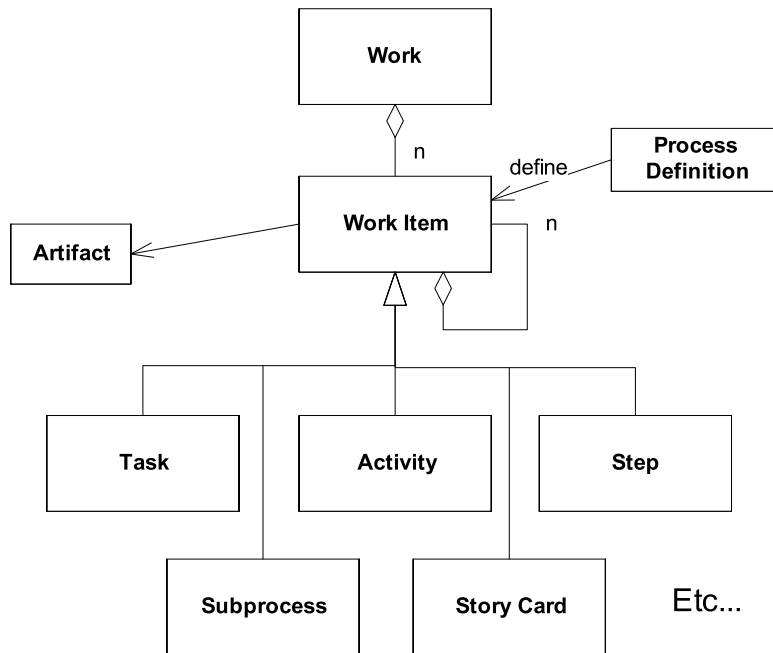 Work
n
define
Process
Definition
Work Item
n
Artifact
Task
Activity
Step
Subprocess
Story Card
Etc...